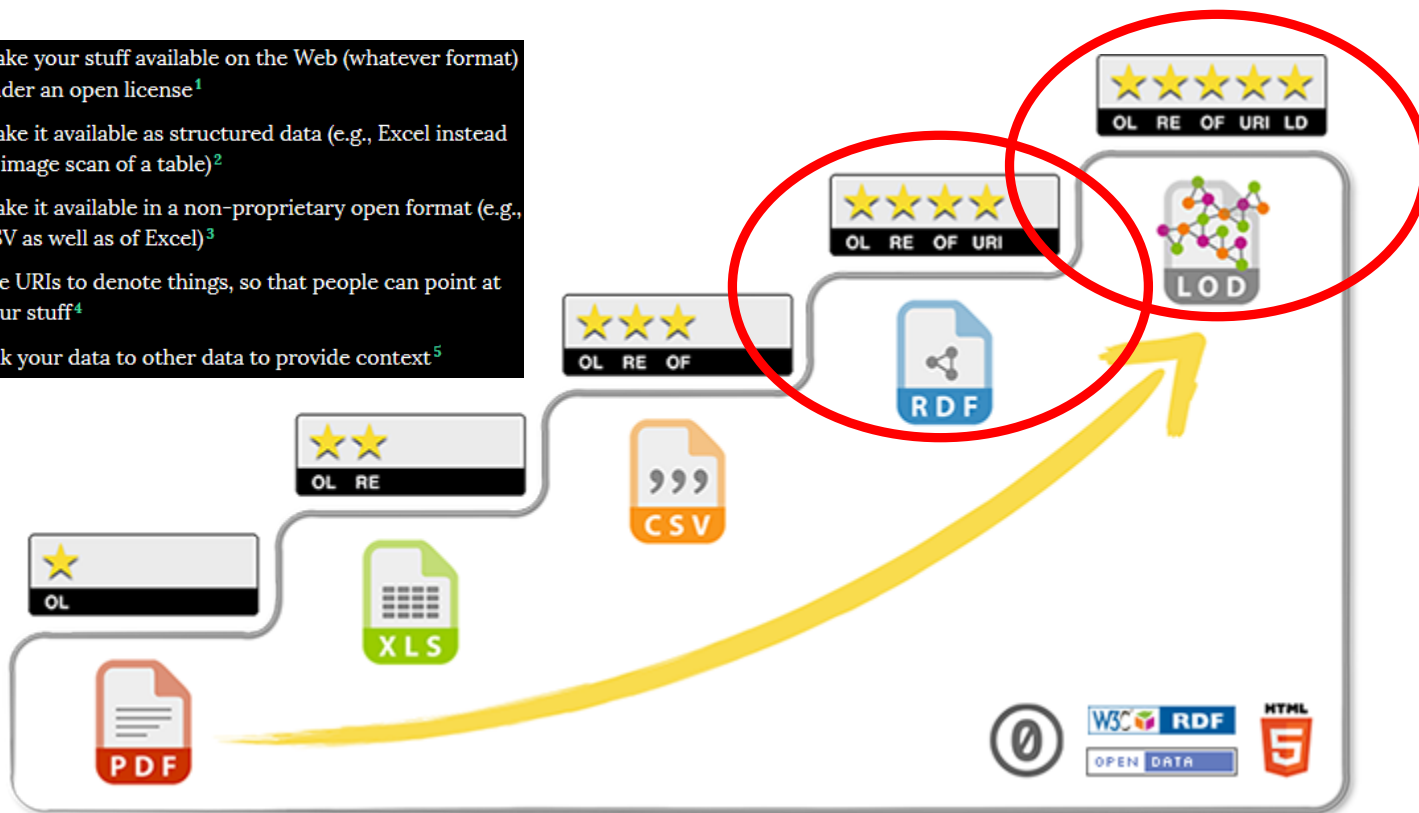 ake your stuff available on the Web (whatever format)
der an open license1
ake it available as structured data (e.g., Excel instead
image scan of a table)2
ake it available in a non-proprietary open format (e.g.,
SV as well as of Excel)3
e URIs to denote things, so that people can point at
ur stuff4
k your data to other data to provide context5
OL RE OF URI LD
LOD
OL RE OF URI
RDF
OL RE OF
CSV
OL RE
XLS
OL
PDF
0
W3C RDF
OPEN DATA
HTML
5